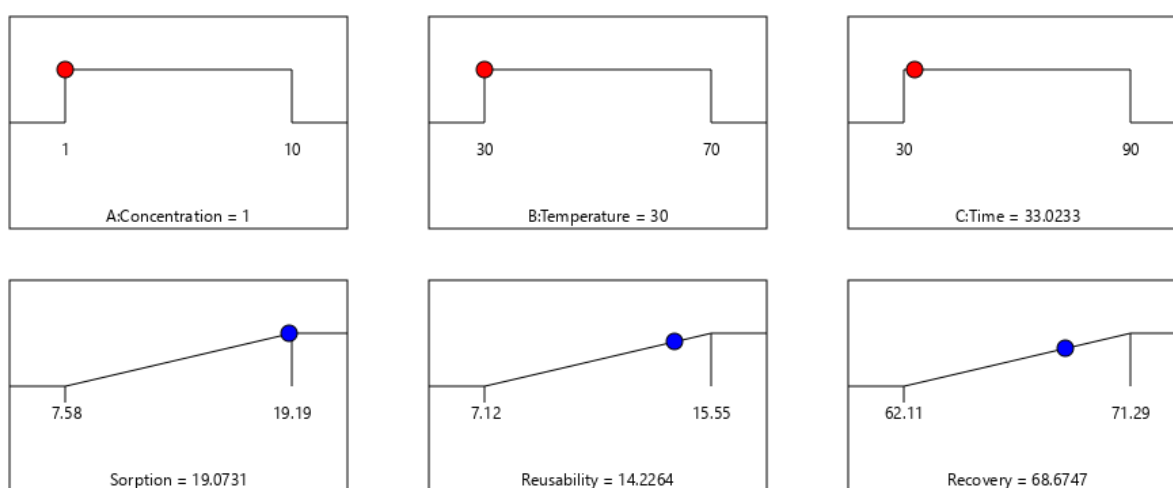 1 10
A:Concentration = 1
30 70
B:Temperature = 30
30 90
C:Time = 33.0233
7.58 19.19
Sorption = 19.0731
7.12 15.55
Reusability = 14.2264
62.11 71.29
Recovery = 68.6747